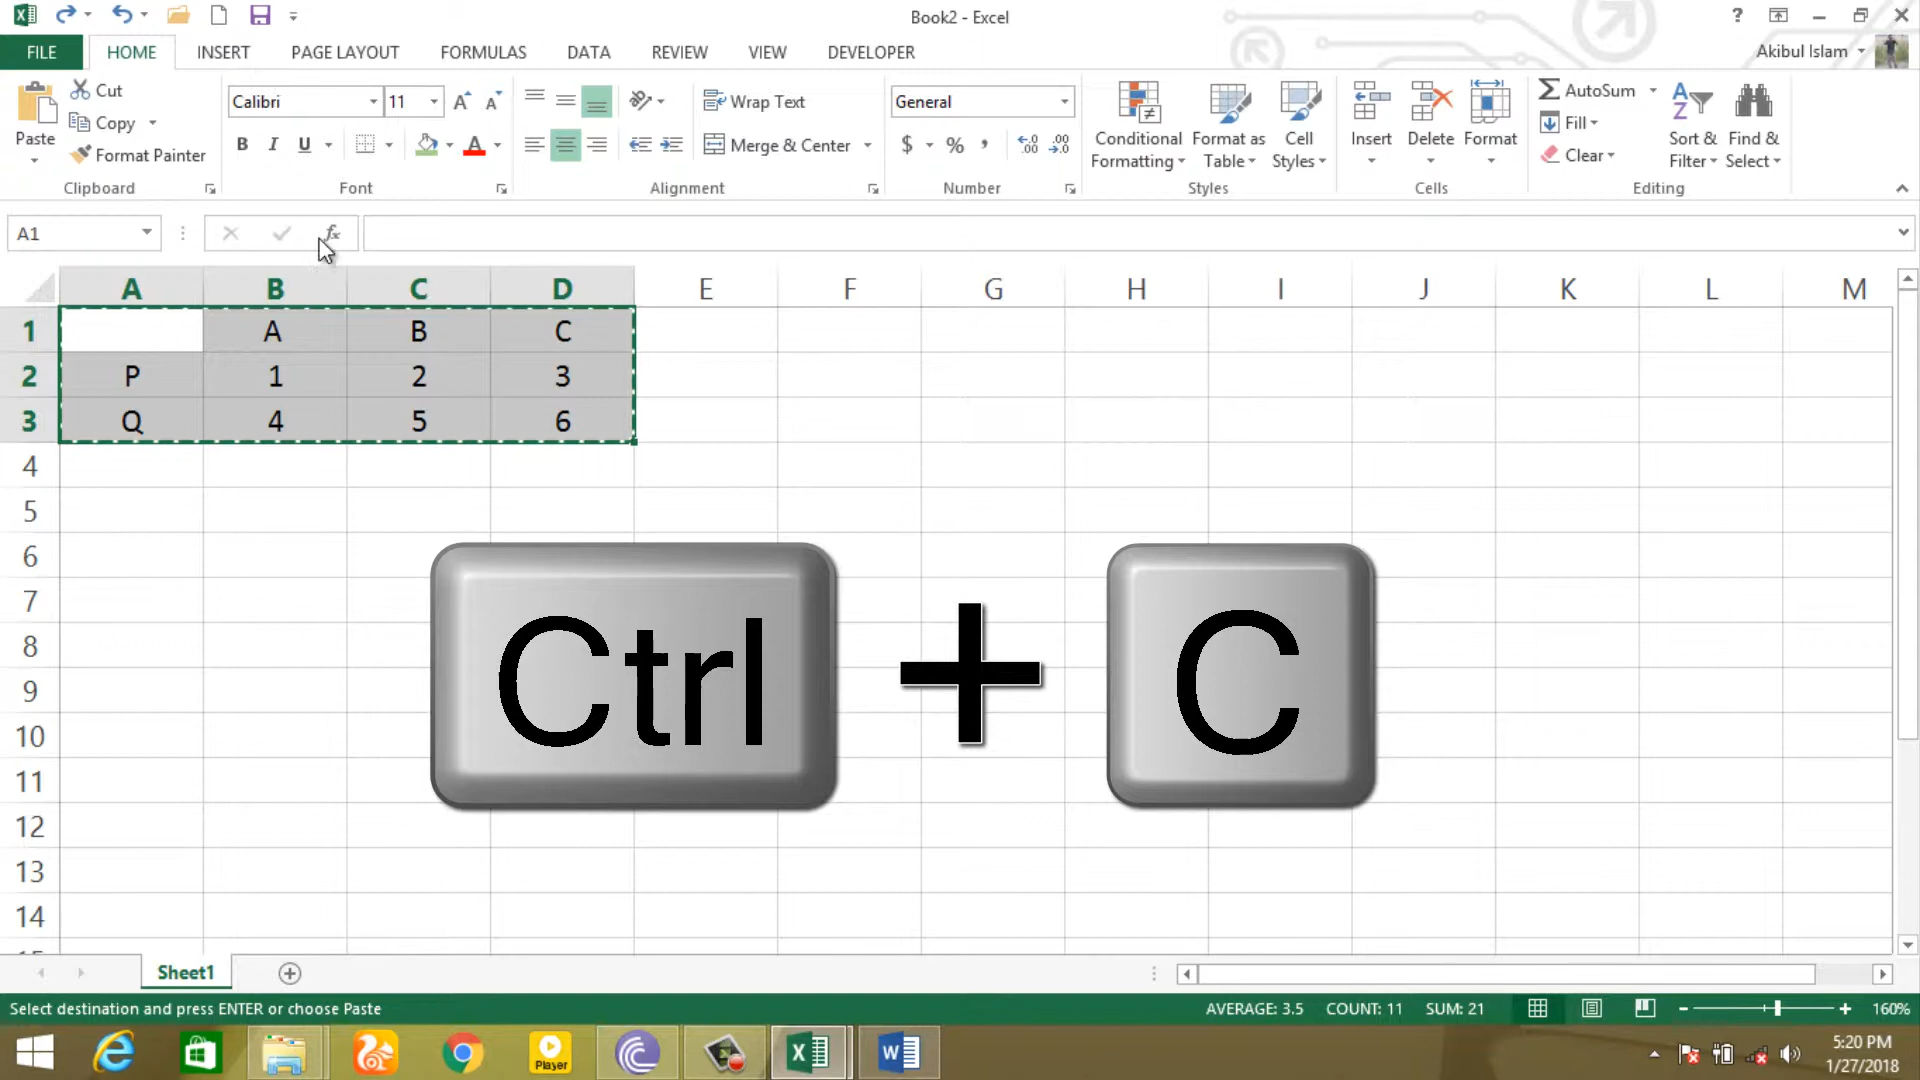 Book2 - Excel
?
FILE HOME INSERT PAGE LAYOUT FORMULAS DATA REVIEW VIEW DEVELOPER
Akibul Islam
Paste
Cut
Copy
Format Painter
Clipboard
Calibri 11
B I U
Font
Wrap Text
Merge & Center
Alignment
General
$ % ,
Number
Conditional Formatting
Format as Table
Cell Styles
Styles
Insert
Delete
Format
Cells
AutoSum
Fill
Clear
Sort & Filter
Find & Select
Editing
A1
fx
A B C D E F G H I J K L M
1 A B C
2 P 1 2 3
3 Q 4 5 6
4
5
6
7
8
9
10
11
12
13
14
Ctrl + C
Sheet1
Select destination and press ENTER or choose Paste
AVERAGE: 3.5 COUNT: 11 SUM: 21
160%
Player
5:20 PM
1/27/2018